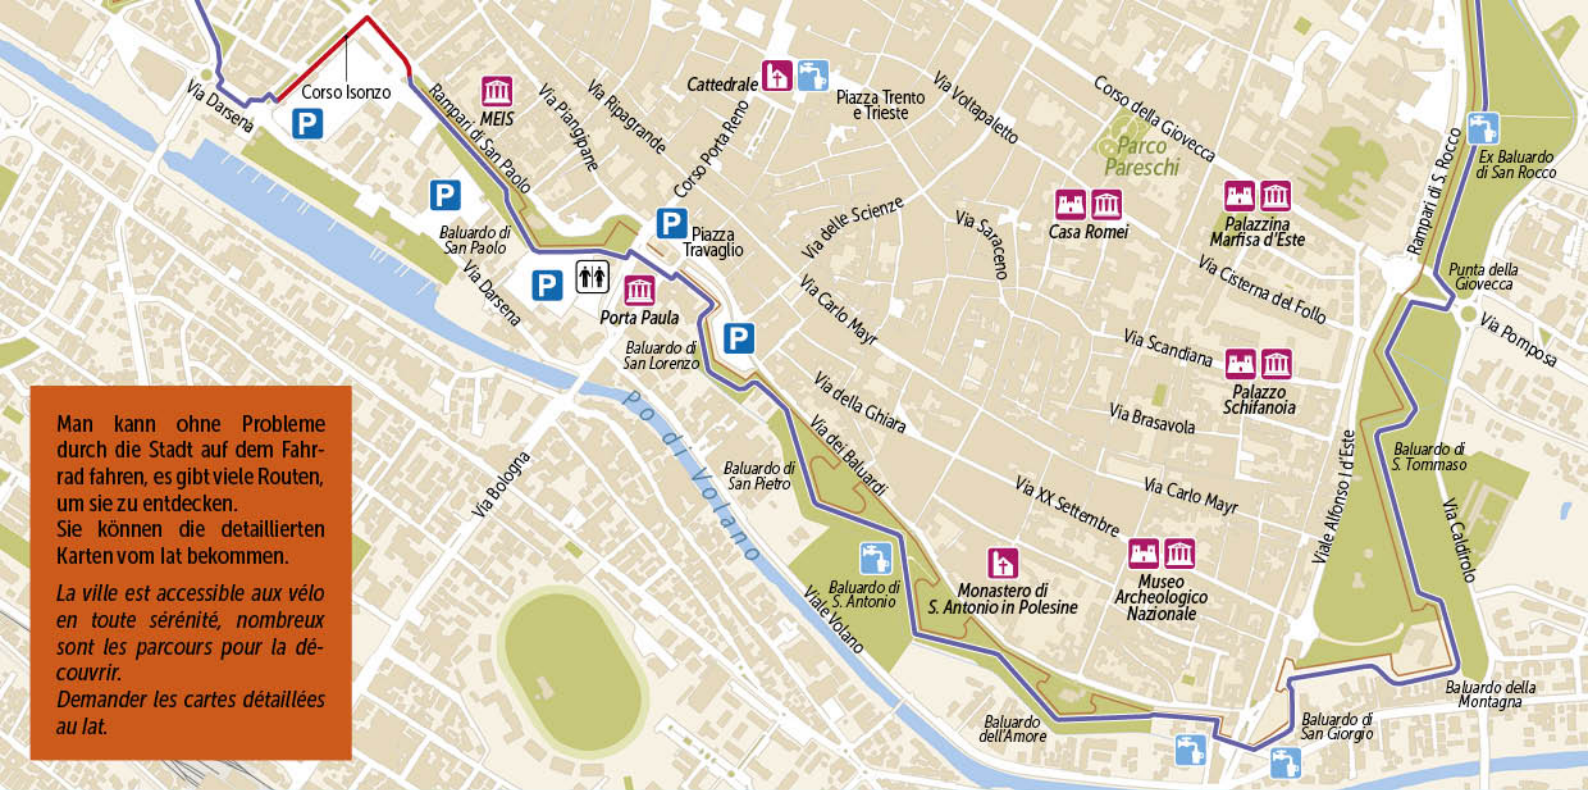 Via Darsena
Corso Isonzo
P
Rampari di San Paolo
MEIS
Via Piangipane
Via Ripagrande
Cattedrale
Corso Porta Reno
Piazza Trento
e Trieste
Via Voltapaletto
Corso della Giovecca
Parco
Pareschi
Rampari di S. Rocco
Ex Baluardo
di San Rocco
P
Baluardo di
San Paolo
Via Darsena
P
P
Piazza
Travaglio
Porta Paula
Via delle Scienze
Via Saraceno
Casa Romei
Palazzina
Marfisa d'Este
Via Cisterna del Follo
Punta della
Giovecca
Via Pomposa
Via Carlo Mayr
P
Baluardo di
San Lorenzo
Via Scandiana
Palazzo
Schifanoia
Via della Ghiara
Via Brasavola
Via dei Baluardi
Po di Volano
Via Bologna
Baluardo di
San Pietro
Via XX Settembre
Via Carlo Mayr
Viale Alfonso I d'Este
Baluardo di
S. Tommaso
Via Caldirolo
Baluardo di
S. Antonio
Monastero di
S. Antonio in Polesine
Museo
Archeologico
Nazionale
Viale Volano
Baluardo
dell'Amore
Baluardo di
San Giorgio
Baluardo della
Montagna
Man kann ohne Probleme
durch die Stadt auf dem Fahr-
rad fahren, es gibt viele Routen,
um sie zu entdecken.
Sie können die detaillierten
Karten vom Iat bekommen.
La ville est accessible aux vélo
en toute sérénité, nombreux
sont les parcours pour la dé-
couvrir.
Demander les cartes détaillées
au Iat.